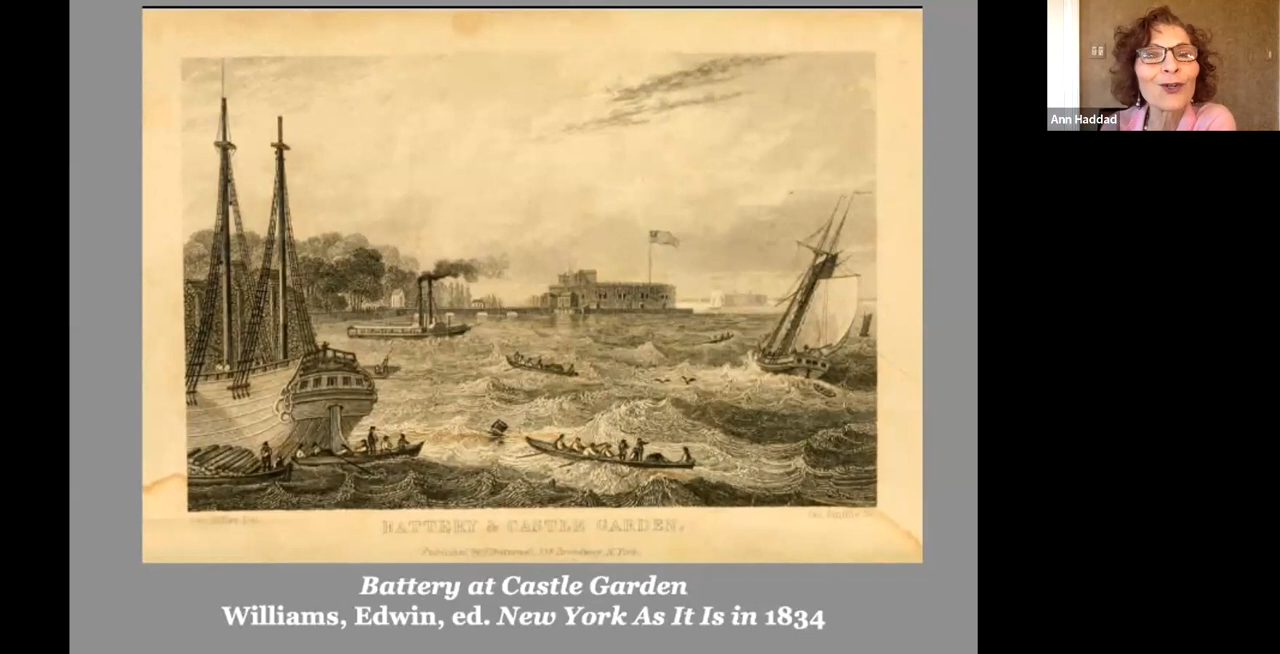 Ann Haddad
BATTERY & CASTLE GARDEN.
Battery at Castle Garden
Williams, Edwin, ed. New York As It Is in 1834